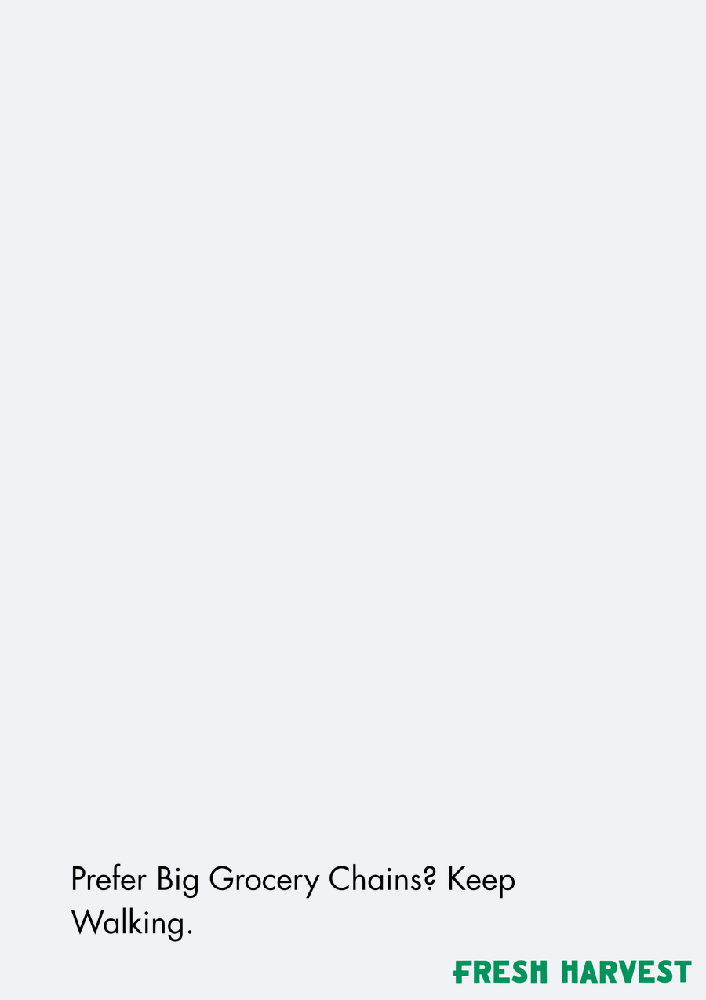 Prefer Big Grocery Chains? Keep
Walking.
FRESH HARVEST